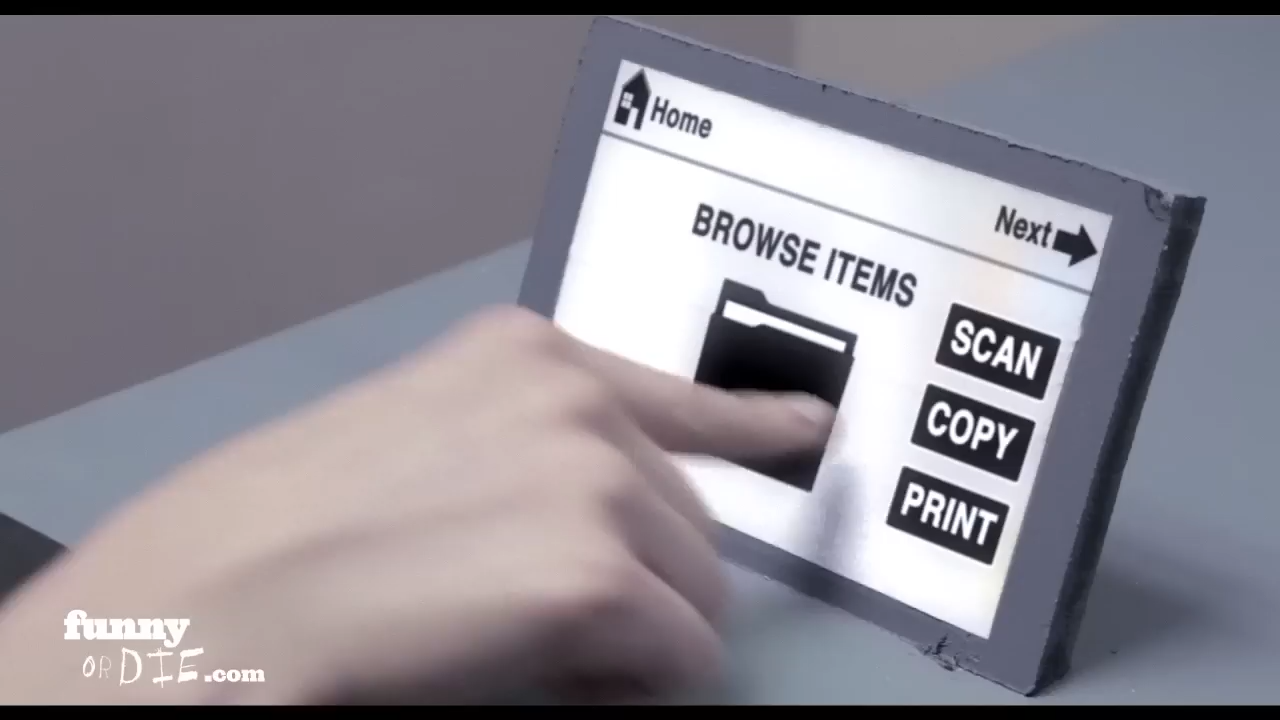 Home
Next
BROWSE ITEMS
SCAN
COPY
PRINT
funny
OR DIE.com